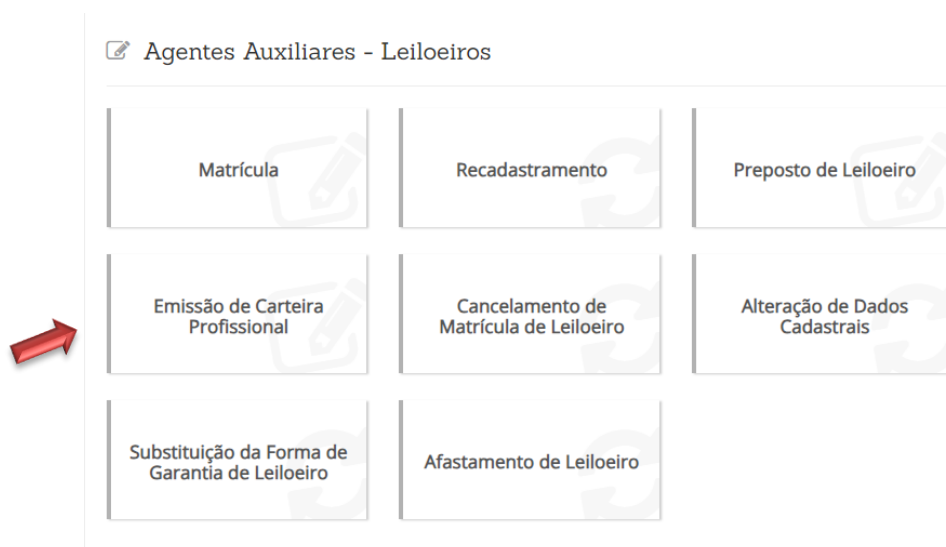 Agentes Auxiliares - Leiloeiros
Matrícula
Recadastramento
Preposto de Leiloeiro
Emissão de Carteira
Profissional
Cancelamento de
Matrícula de Leiloeiro
Alteração de Dados
Cadastrais
Substituição da Forma de
Garantia de Leiloeiro
Afastamento de Leiloeiro